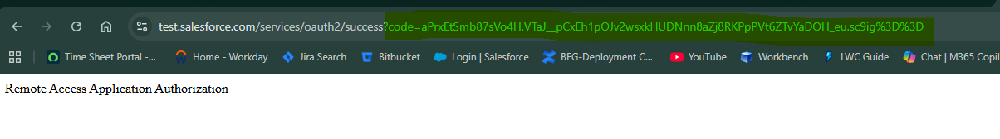 test.salesforce.com/services/oauth2/success?code=aPrxEtSmb87sVo4H.VTaJ__pCxEh1pOJv2wsxkHUDNnn8aZj8RKPpPVt6ZTvYaDOH_eu.sc9ig%3D%3D
Time Sheet Portal -... Home - Workday Jira Search Bitbucket Login | Salesforce BEG-Deployment C... YouTube Workbench LWC Guide Chat | M365 Copil
Remote Access Application Authorization